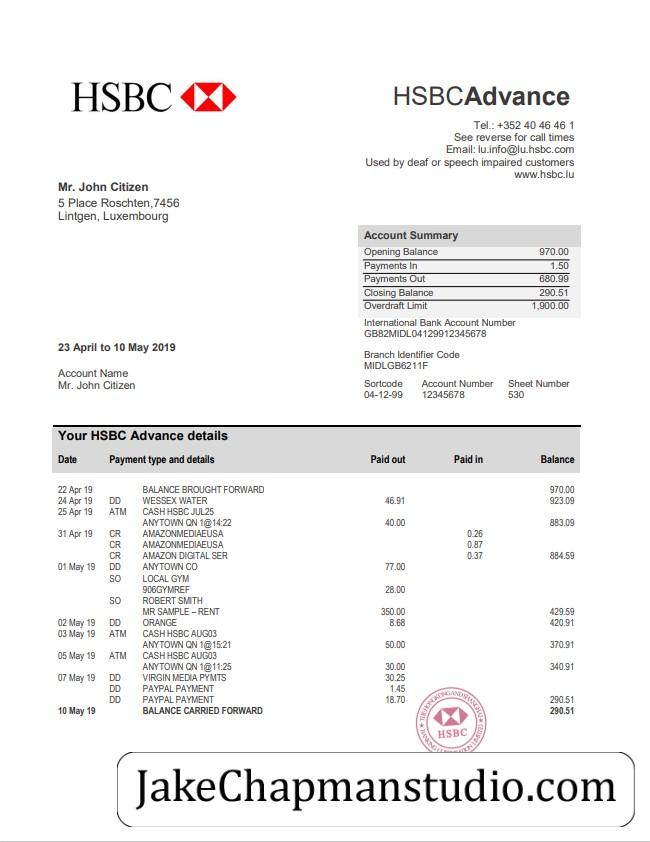 HSBC
HSBCAdvance
Tel.: +352 40 46 46 1
See reverse for call times
Email: lu.info@lu.hsbc.com
Used by deaf or speech impaired customers
www.hsbc.lu
Mr. John Citizen
5 Place Roschten,7456
Lintgen, Luxembourg
Account Summary
Opening Balance 970.00
Payments In 1.50
Payments Out 680.99
Closing Balance 290.51
Overdraft Limit 1,900.00
International Bank Account Number
GB82MIDL04129912345678
23 April to 10 May 2019
Branch Identifier Code
MIDLGB6211F
Account Name
Mr. John Citizen
Sortcode Account Number Sheet Number
04-12-99 12345678 530
Your HSBC Advance details
Date Payment type and details Paid out Paid in Balance
22 Apr 19 BALANCE BROUGHT FORWARD 970.00
24 Apr 19 DD WESSEX WATER 46.91 923.09
25 Apr 19 ATM CASH HSBC JUL25
ANYTOWN QN 1@14:22 40.00 883.09
31 Apr 19 CR AMAZONMEDIAEUSA 0.26
CR AMAZONMEDIAEUSA 0.87
CR AMAZON DIGITAL SER 0.37 884.59
01 May 19 DD ANYTOWN CO 77.00
SO LOCAL GYM
906GYMREF 28.00
SO ROBERT SMITH
MR SAMPLE – RENT 350.00 429.59
02 May 19 DD ORANGE 8.68 420.91
03 May 19 ATM CASH HSBC AUG03
ANYTOWN QN 1@15:21 50.00 370.91
05 May 19 ATM CASH HSBC AUG03
ANYTOWN QN 1@11:25 30.00 340.91
07 May 19 DD VIRGIN MEDIA PYMTS 30.25
DD PAYPAL PAYMENT 1.45
DD PAYPAL PAYMENT 18.70 290.51
10 May 19 BALANCE CARRIED FORWARD 290.51
THE HONGKONG AND SHANGHAI
HSBC
BANKING
LIMITED
JakeChapmanstudio.com